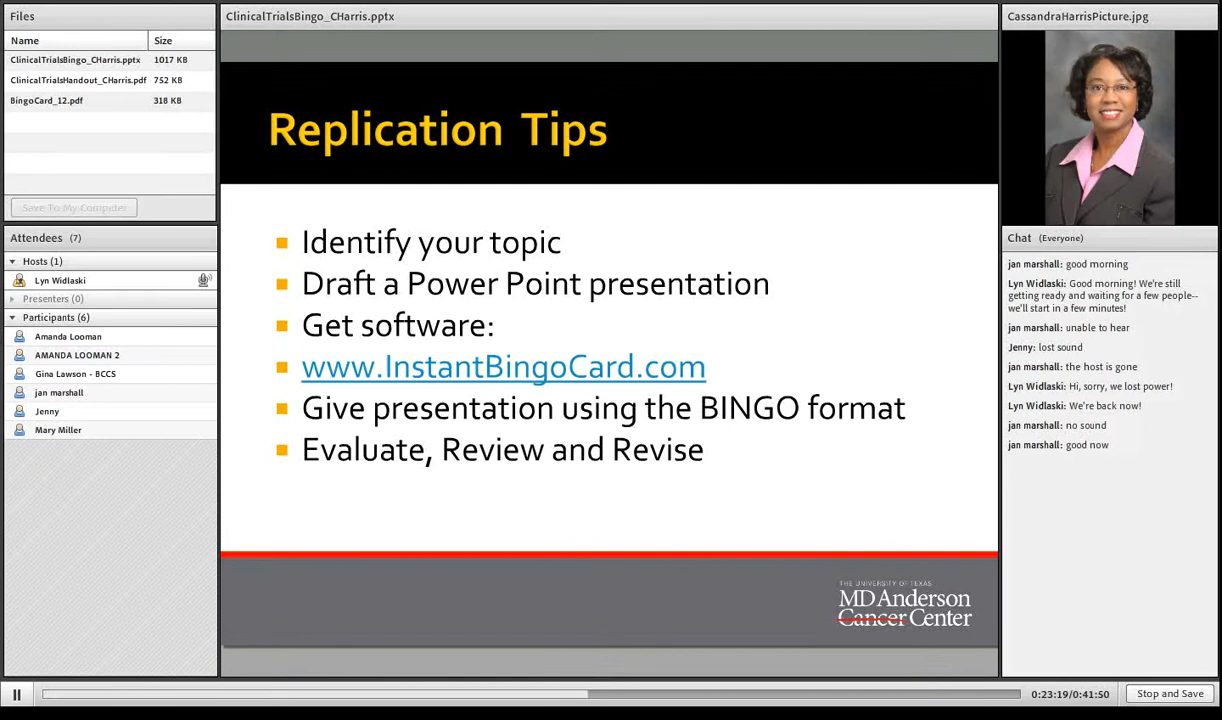 Files
Name Size
ClinicalTrialsBingo_CHarris.pptx 1017 KB
ClinicalTrialsHandout_CHarris.pdf 752 KB
BingoCard_12.pdf 318 KB
Save To My Computer
Attendees (7)
Hosts (1)
Lyn Widlaski
Presenters (0)
Participants (6)
Amanda Looman
AMANDA LOOMAN 2
Gina Lawson - BCCS
jan marshall
Jenny
Mary Miller
ClinicalTrialsBingo_CHarris.pptx
Replication Tips
Identify your topic
Draft a Power Point presentation
Get software:
www.InstantBingoCard.com
Give presentation using the BINGO format
Evaluate, Review and Revise
THE UNIVERSITY OF TEXAS
MD Anderson
Cancer Center
CassandraHarrisPicture.jpg
Chat (Everyone)
jan marshall: good morning
Lyn Widlaski: Good morning! We're still
getting ready and waiting for a few people--
we'll start in a few minutes!
jan marshall: unable to hear
Jenny: lost sound
jan marshall: the host is gone
Lyn Widlaski: Hi, sorry, we lost power!
Lyn Widlaski: We're back now!
jan marshall: no sound
jan marshall: good now
0:23:19/0:41:50
Stop and Save